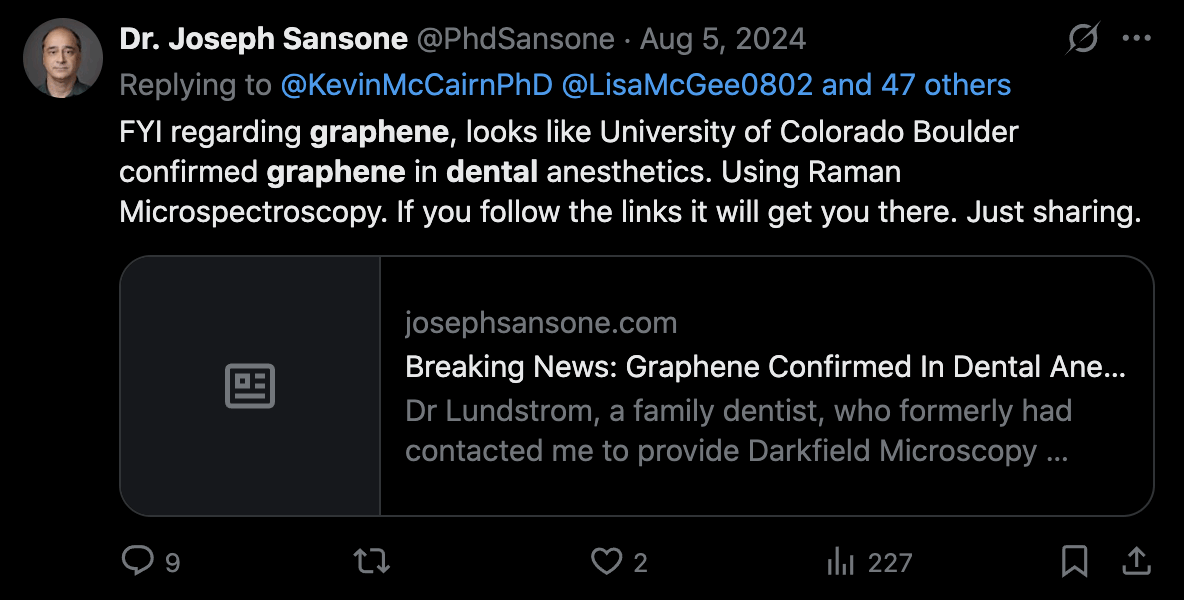 Dr. Joseph Sansone @PhdSansone · Aug 5, 2024
Replying to @KevinMcCairnPhD @LisaMcGee0802 and 47 others
FYI regarding graphene, looks like University of Colorado Boulder
confirmed graphene in dental anesthetics. Using Raman
Microspectroscopy. If you follow the links it will get you there. Just sharing.
josephsansone.com
Breaking News: Graphene Confirmed In Dental Ane...
Dr Lundstrom, a family dentist, who formerly had
contacted me to provide Darkfield Microscopy ...
9 2 227